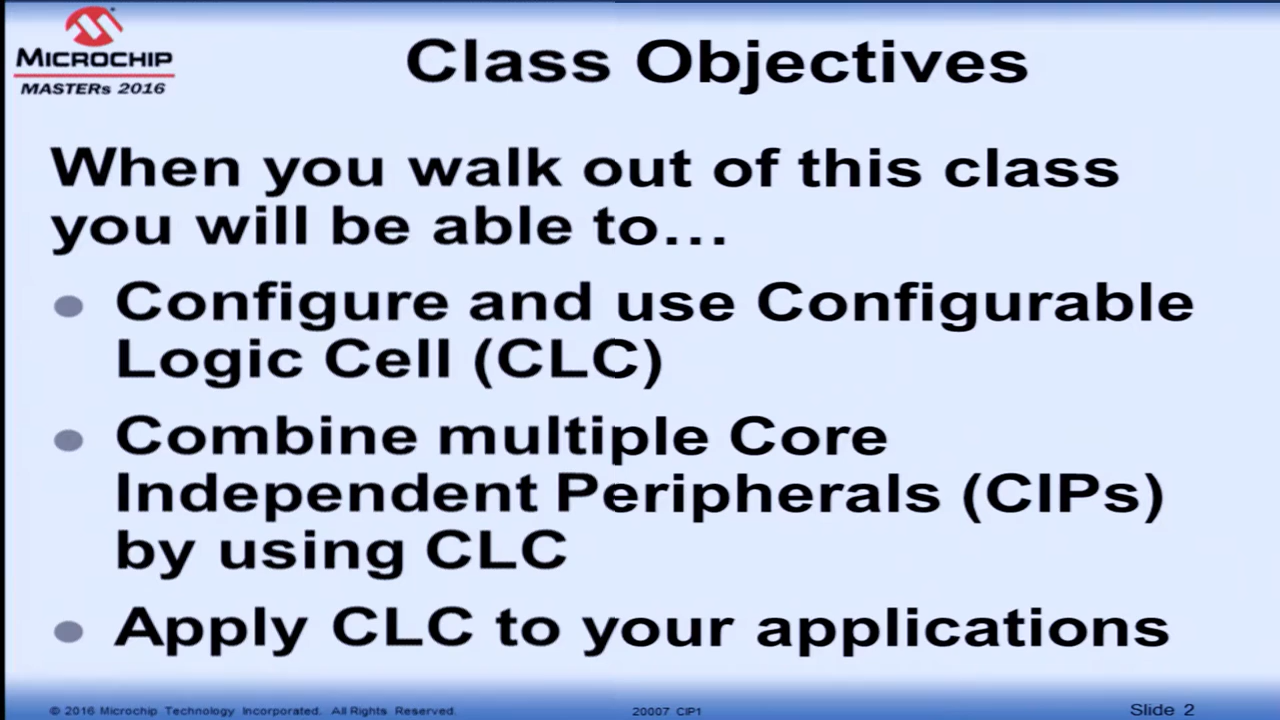 MICROCHIP
MASTERs 2016
Class Objectives
When you walk out of this class
you will be able to...
Configure and use Configurable
Logic Cell (CLC)
Combine multiple Core
Independent Peripherals (CIPs)
by using CLC
Apply CLC to your applications
© 2016 Microchip Technology Incorporated. All Rights Reserved.
20007 CIP1
Slide 2